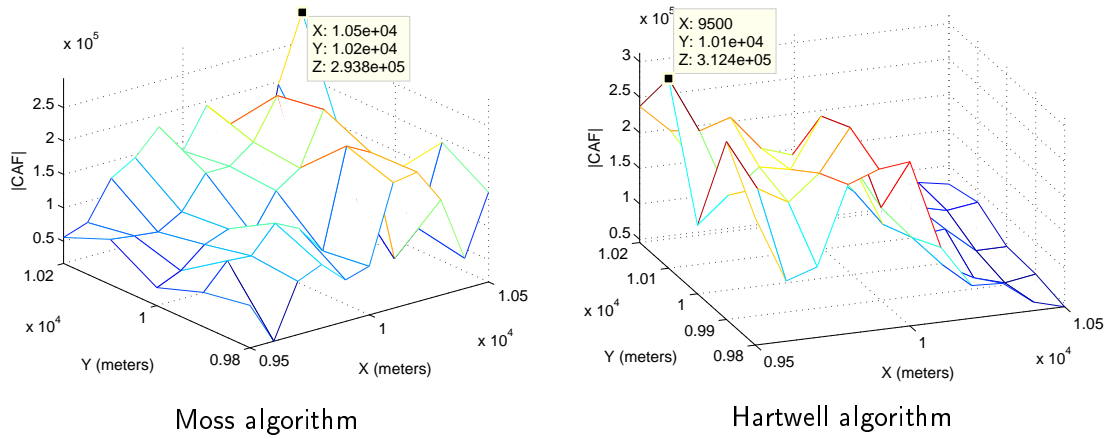 x 10^5
X: 1.05e+04
Y: 1.02e+04
Z: 2.938e+05
2.5
2
1.5
1
0.5
|CAF|
1.02
1
0.98
x 10^4
Y (meters)
0.95
1
1.05
x 10^4
X (meters)
Moss algorithm
x 10^5
X: 9500
Y: 1.01e+04
Z: 3.124e+05
3
2.5
2
1.5
1
0.5
|CAF|
1.02
1.01
1
0.99
0.98
x 10^4
Y (meters)
0.95
1
1.05
x 10^4
X (meters)
Hartwell algorithm